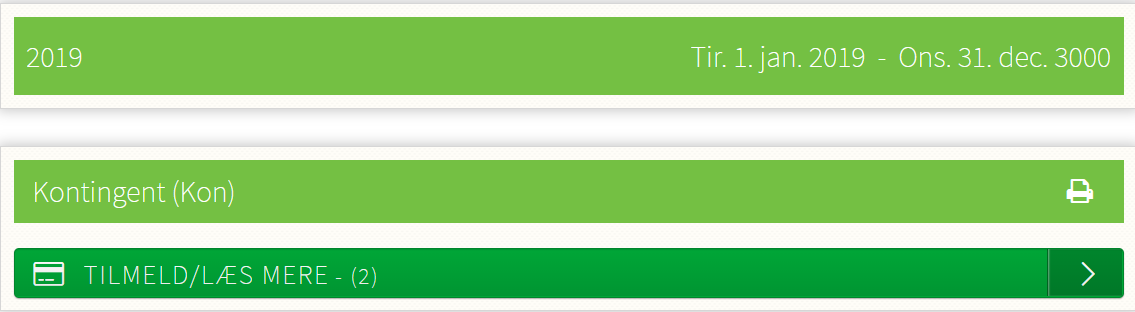 2019 Tir. 1. jan. 2019 - Ons. 31. dec. 3000
Kontingent (Kon)
TILMELD/LÆS MERE - (2)